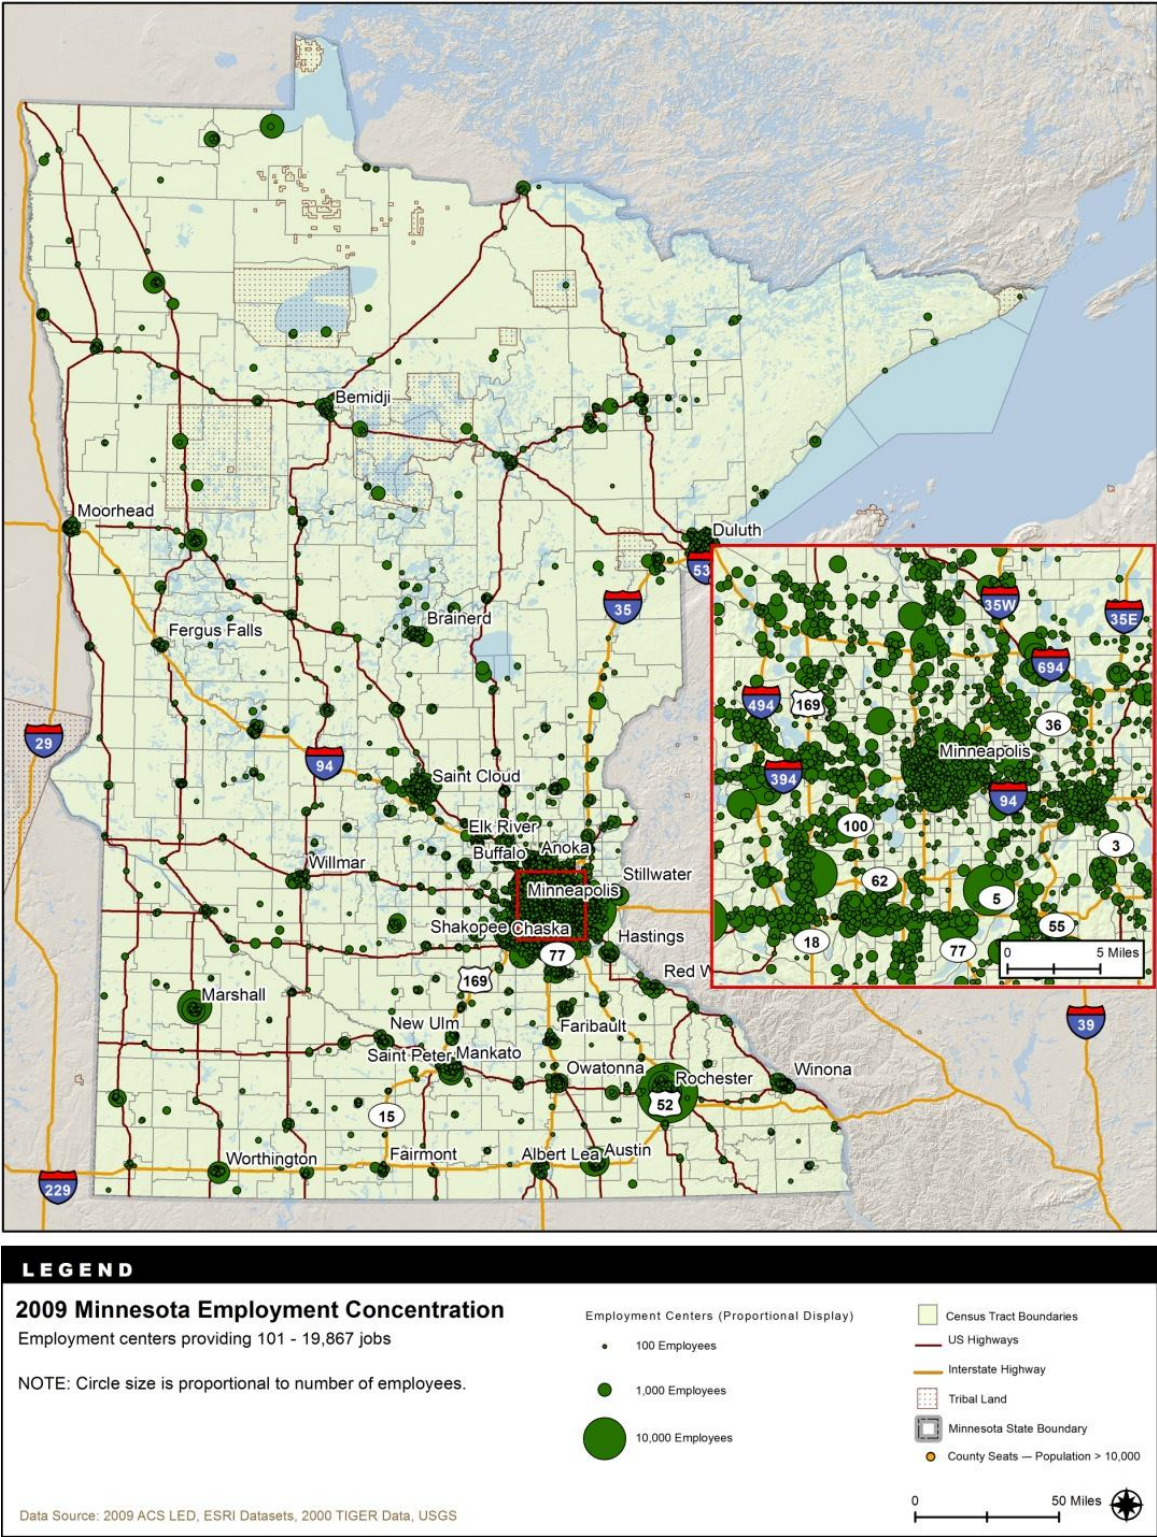 Bemidji
Moorhead
Duluth
53
35
Brainerd
Fergus Falls
29
94
Saint Cloud
Elk River
Buffalo
Anoka
Willmar
Stillwater
Minneapolis
Shakopee
Chaska
Hastings
77
169
Red W
Marshall
New Ulm
Faribault
Saint Peter
Mankato
Owatonna
Rochester
Winona
52
15
Worthington
Fairmont
Albert Lea
Austin
229
39
35W
35E
694
494
169
36
Minneapolis
394
94
100
3
62
5
55
18
77
0 5 Miles
LEGEND
2009 Minnesota Employment Concentration
Employment centers providing 101 - 19,867 jobs
NOTE: Circle size is proportional to number of employees.
Data Source: 2009 ACS LED, ESRI Datasets, 2000 TIGER Data, USGS
Employment Centers (Proportional Display)
100 Employees
1,000 Employees
10,000 Employees
Census Tract Boundaries
US Highways
Interstate Highway
Tribal Land
Minnesota State Boundary
County Seats --- Population > 10,000
0 50 Miles